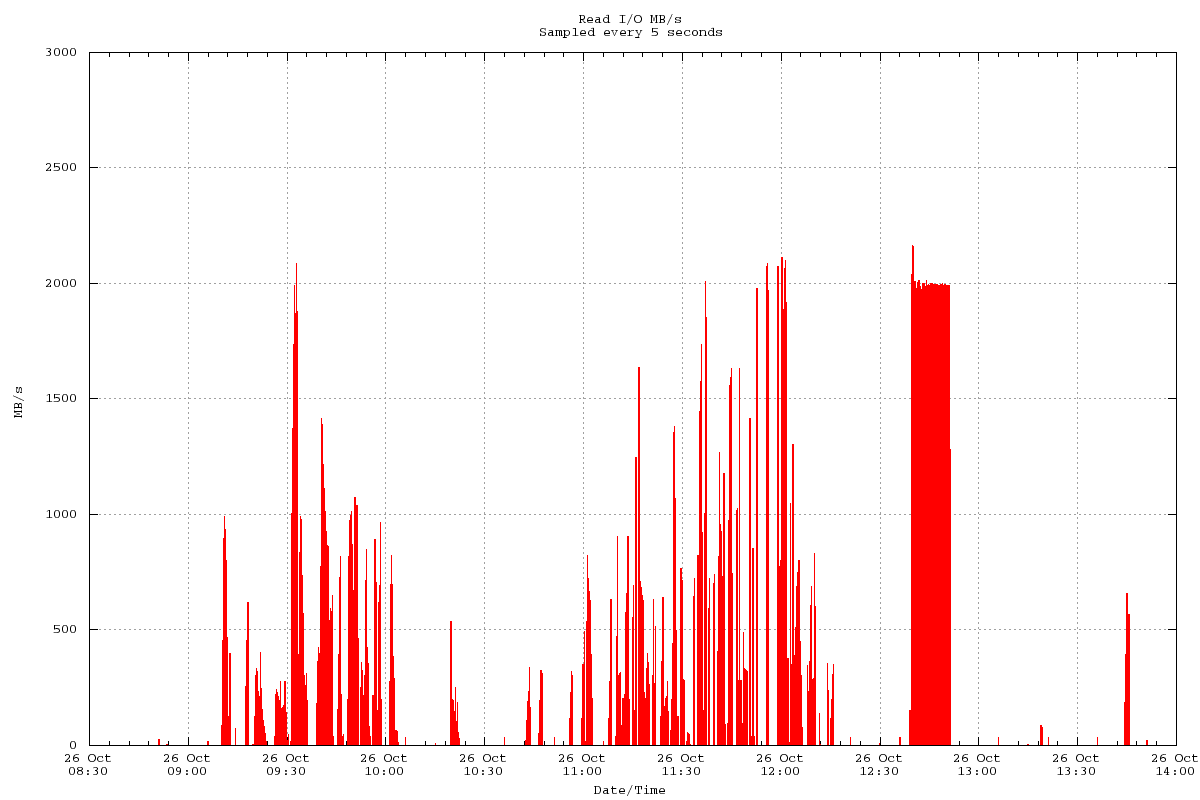 Read I/O MB/s
Sampled every 5 seconds
3000
2500
2000
1500
1000
500
0
MB/s
26 Oct 26 Oct 26 Oct 26 Oct 26 Oct 26 Oct 26 Oct 26 Oct 26 Oct 26 Oct 26 Oct 26 Oct
08:30 09:00 09:30 10:00 10:30 11:00 11:30 12:00 12:30 13:00 13:30 14:00
Date/Time